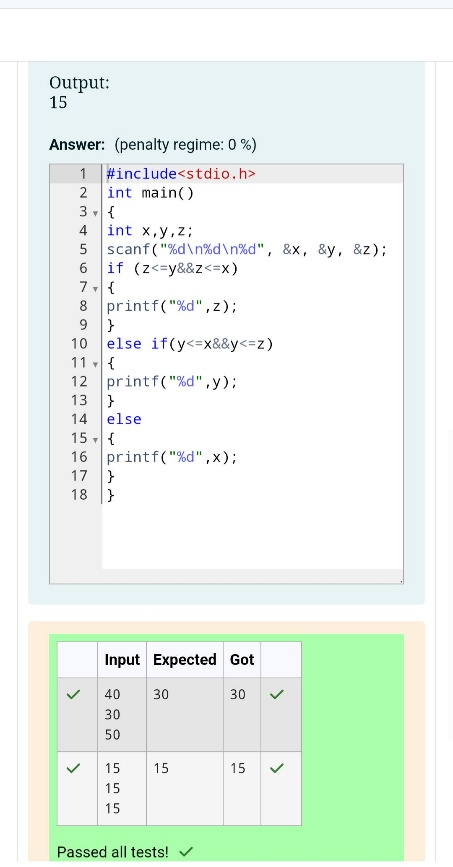 Output:
15
Answer: (penalty regime: 0 %)
1 #include<stdio.h>
2 int main()
3 {
4 int x,y,z;
5 scanf("%d\n%d\n%d", &x, &y, &z);
6 if (z<=y&&z<=x)
7 {
8 printf("%d",z);
9 }
10 else if(y<=x&&y<=z)
11 {
12 printf("%d",y);
13 }
14 else
15 {
16 printf("%d",x);
17 }
18 }
Input Expected Got
40 30 30
30
50
15 15 15
15
15
Passed all tests!